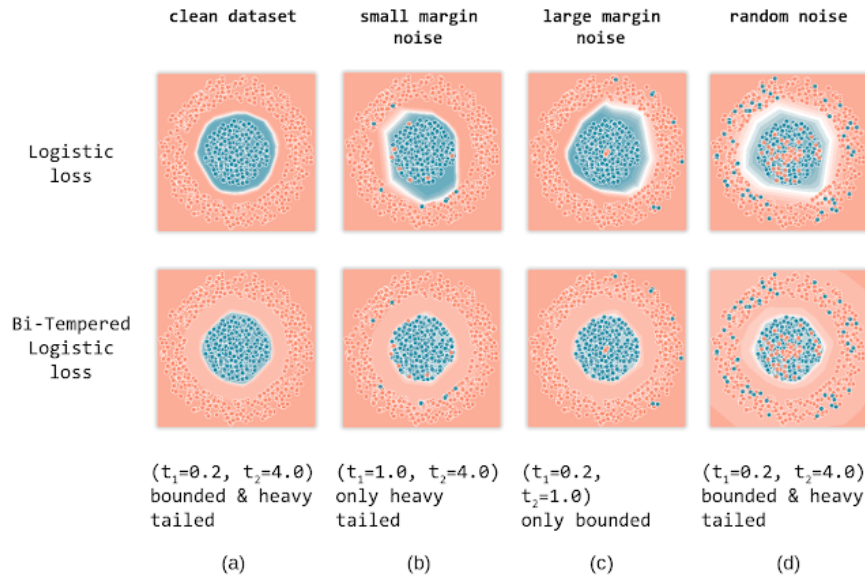 clean dataset
small margin
noise
large margin
noise
random noise
Logistic
loss
Bi-Tempered
Logistic
loss
(t₁=0.2, t₂=4.0)
bounded & heavy
tailed
(t₁=1.0, t₂=4.0)
only heavy
tailed
(t₁=0.2,
t₂=1.0)
only bounded
(t₁=0.2, t₂=4.0)
bounded & heavy
tailed
(a)
(b)
(c)
(d)